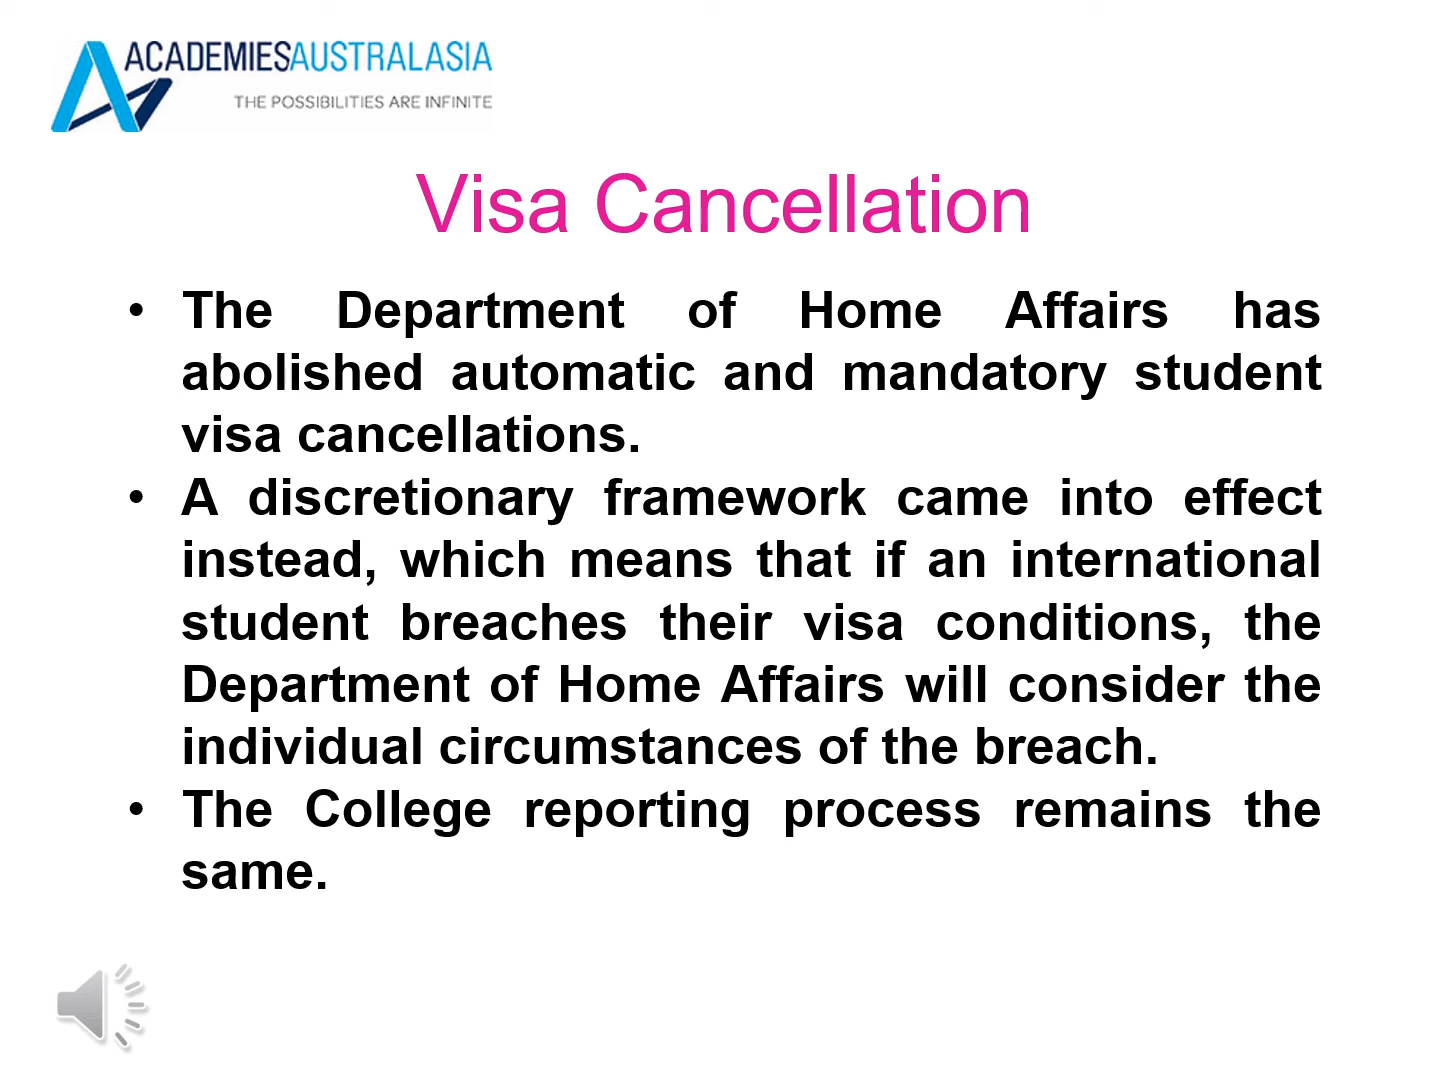 ACADEMIESAUSTRALASIA
THE POSSIBILITIES ARE INFINITE
Visa Cancellation
• The Department of Home Affairs has
abolished automatic and mandatory student
visa cancellations.
• A discretionary framework came into effect
instead, which means that if an international
student breaches their visa conditions, the
Department of Home Affairs will consider the
individual circumstances of the breach.
• The College reporting process remains the
same.